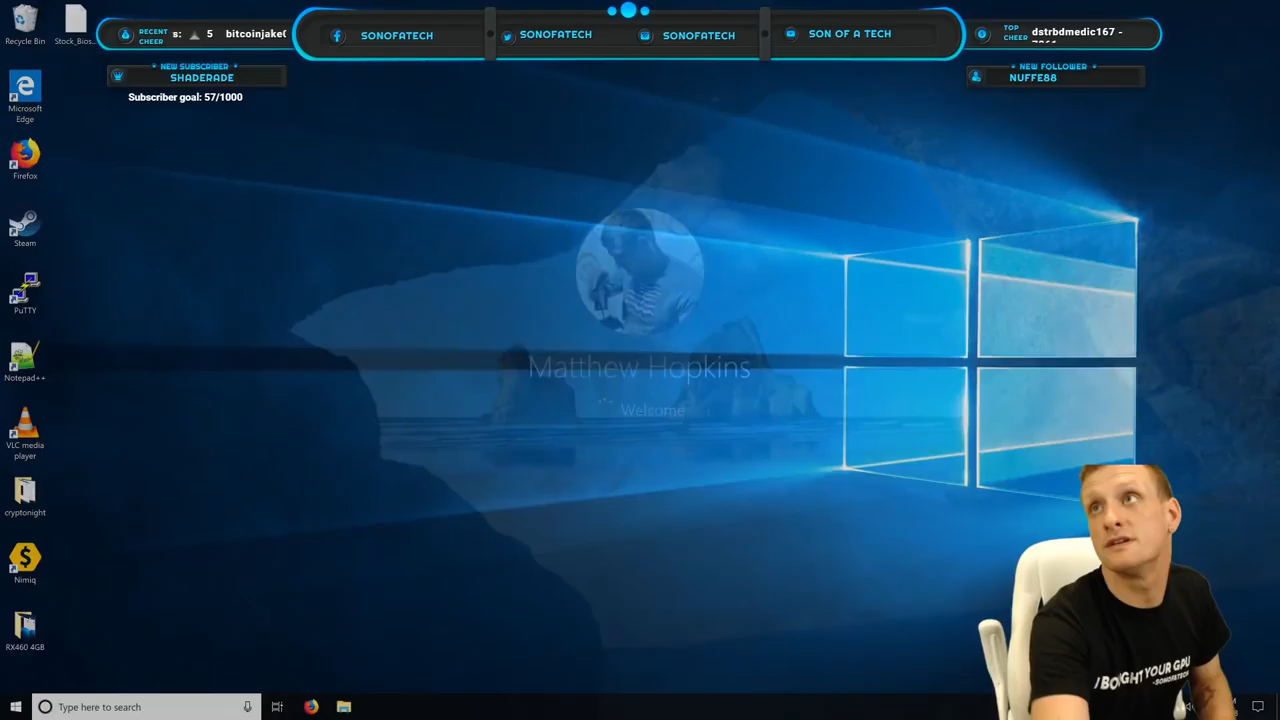 RECENT
CHEER
s: ▲ 5 bitcoinjake
SONOFATECH
SONOFATECH
SONOFATECH
SON OF A TECH
TOP
CHEER
dstrbdmedic167 -
NEW SUBSCRIBER
SHADERADE
Subscriber goal: 57/1000
NEW FOLLOWER
NUFFE88
Recycle Bin
Stock_Bios...
Microsoft
Edge
Firefox
Steam
PuTTY
Notepad++
VLC media
player
cryptonight
Nimiq
RX460 4GB
Matthew Hopkins
Welcome
I BOUGHT YOUR GPU
-SONOFATECH
Type here to search